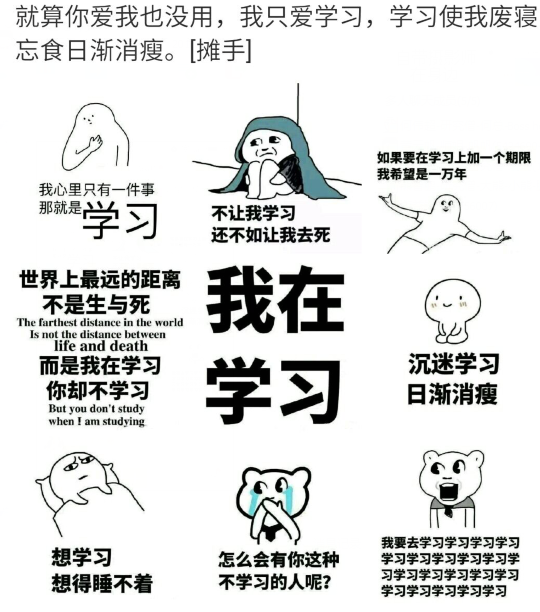 就算你爱我也没用，我只爱学习，学习使我废寝
忘食日渐消瘦。[摊手]
我心里只有一件事
那就是学习
不让我学习
还不如让我去死
如果要在学习上加一个期限
我希望是一万年
世界上最远的距离
不是生与死
The farthest distance in the world
Is not the distance between
life and death
而是我在学习
你却不学习
But you don't study
when I am studying
我在
学习
沉迷学习
日渐消瘦
想学习
想得睡不着
怎么会有你这种
不学习的人呢？
我要去学习学习学习学习
学习学习学习学习学习学
习学习学习学习学习学习
学习学习学习学习学习